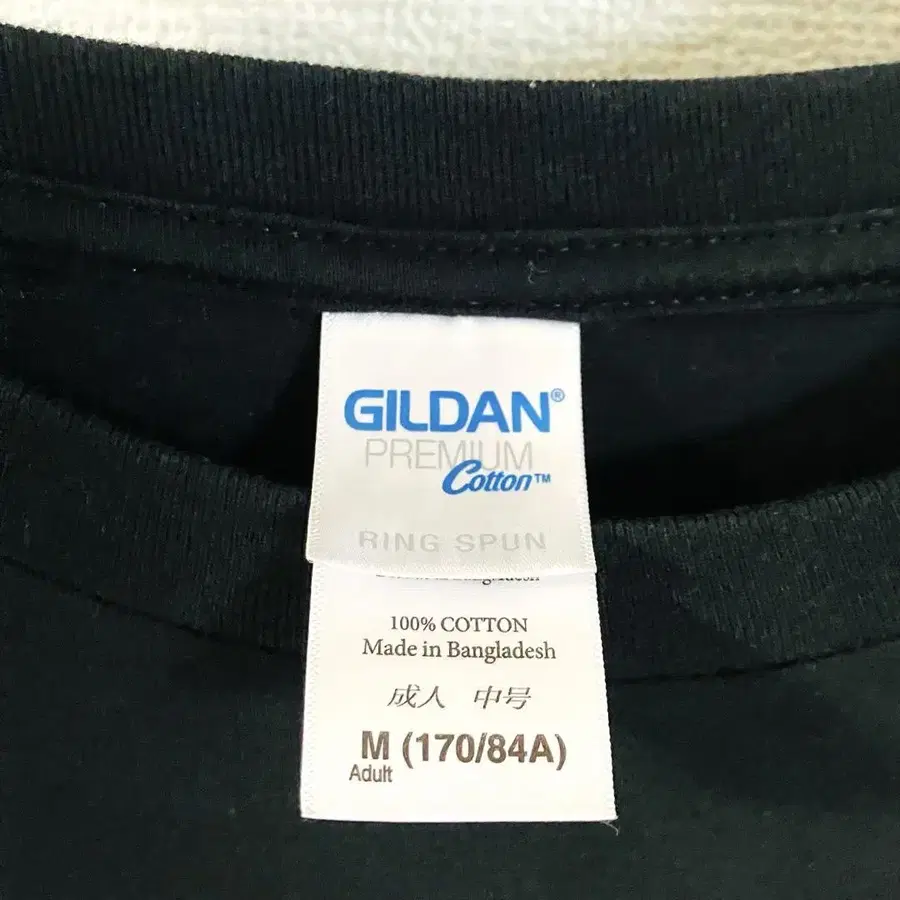 GILDAN®
PREMIUM
Cotton™
RING SPUN
100% COTTON
Made in Bangladesh
成人 中号
M (170/84A)
Adult